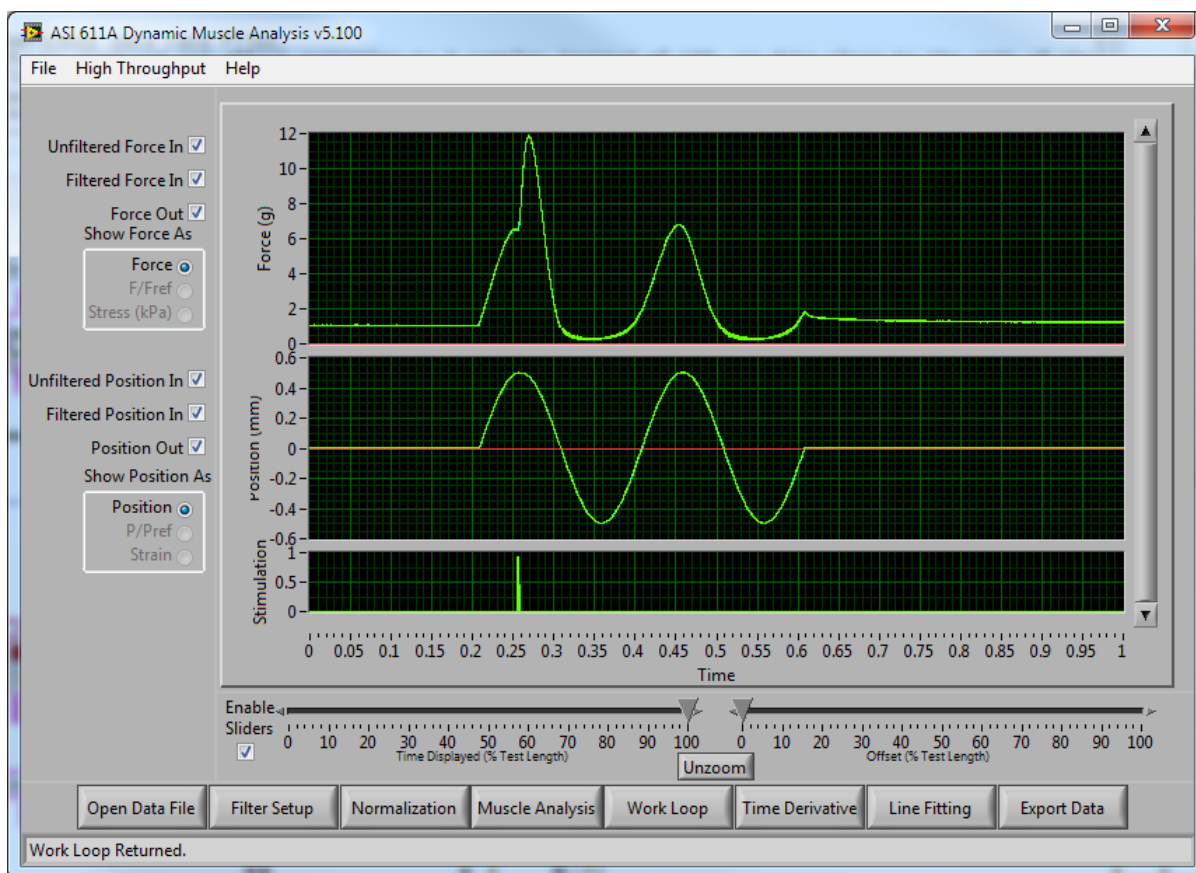 ASI 611A Dynamic Muscle Analysis v5.100
File High Throughput Help
Unfiltered Force In
Filtered Force In
Force Out
Show Force As
Force
F/Fref
Stress (kPa)
Unfiltered Position In
Filtered Position In
Position Out
Show Position As
Position
P/Pref
Strain
Force (g)
12
10
8
6
4
2
0
Position (mm)
0.6
0.4
0.2
0
-0.2
-0.4
-0.6
Stimulation
1
0.5
0
0 0.05 0.1 0.15 0.2 0.25 0.3 0.35 0.4 0.45 0.5 0.55 0.6 0.65 0.7 0.75 0.8 0.85 0.9 0.95 1
Time
Enable
Sliders
0 10 20 30 40 50 60 70 80 90 100
Time Displayed (% Test Length)
0 10 20 30 40 50 60 70 80 90 100
Offset (% Test Length)
Unzoom
Open Data File Filter Setup Normalization Muscle Analysis Work Loop Time Derivative Line Fitting Export Data
Work Loop Returned.